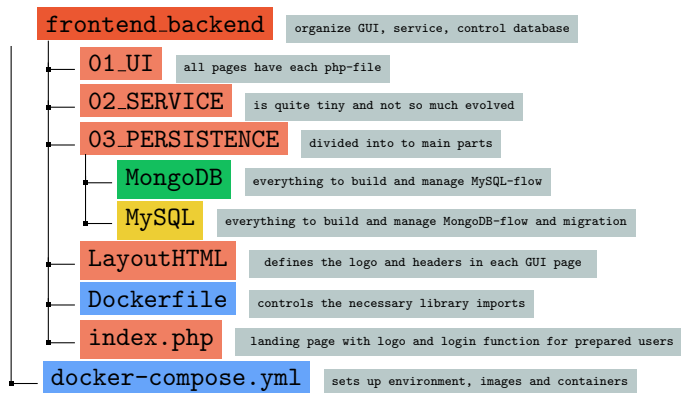 frontend_backend organize GUI, service, control database
01_UI all pages have each php-file
02_SERVICE is quite tiny and not so much evolved
03_PERSISTENCE divided into to main parts
MongoDB everything to build and manage MySQL-flow
MySQL everything to build and manage MongoDB-flow and migration
LayoutHTML defines the logo and headers in each GUI page
Dockerfile controls the necessary library imports
index.php landing page with logo and login function for prepared users
docker-compose.yml sets up environment, images and containers